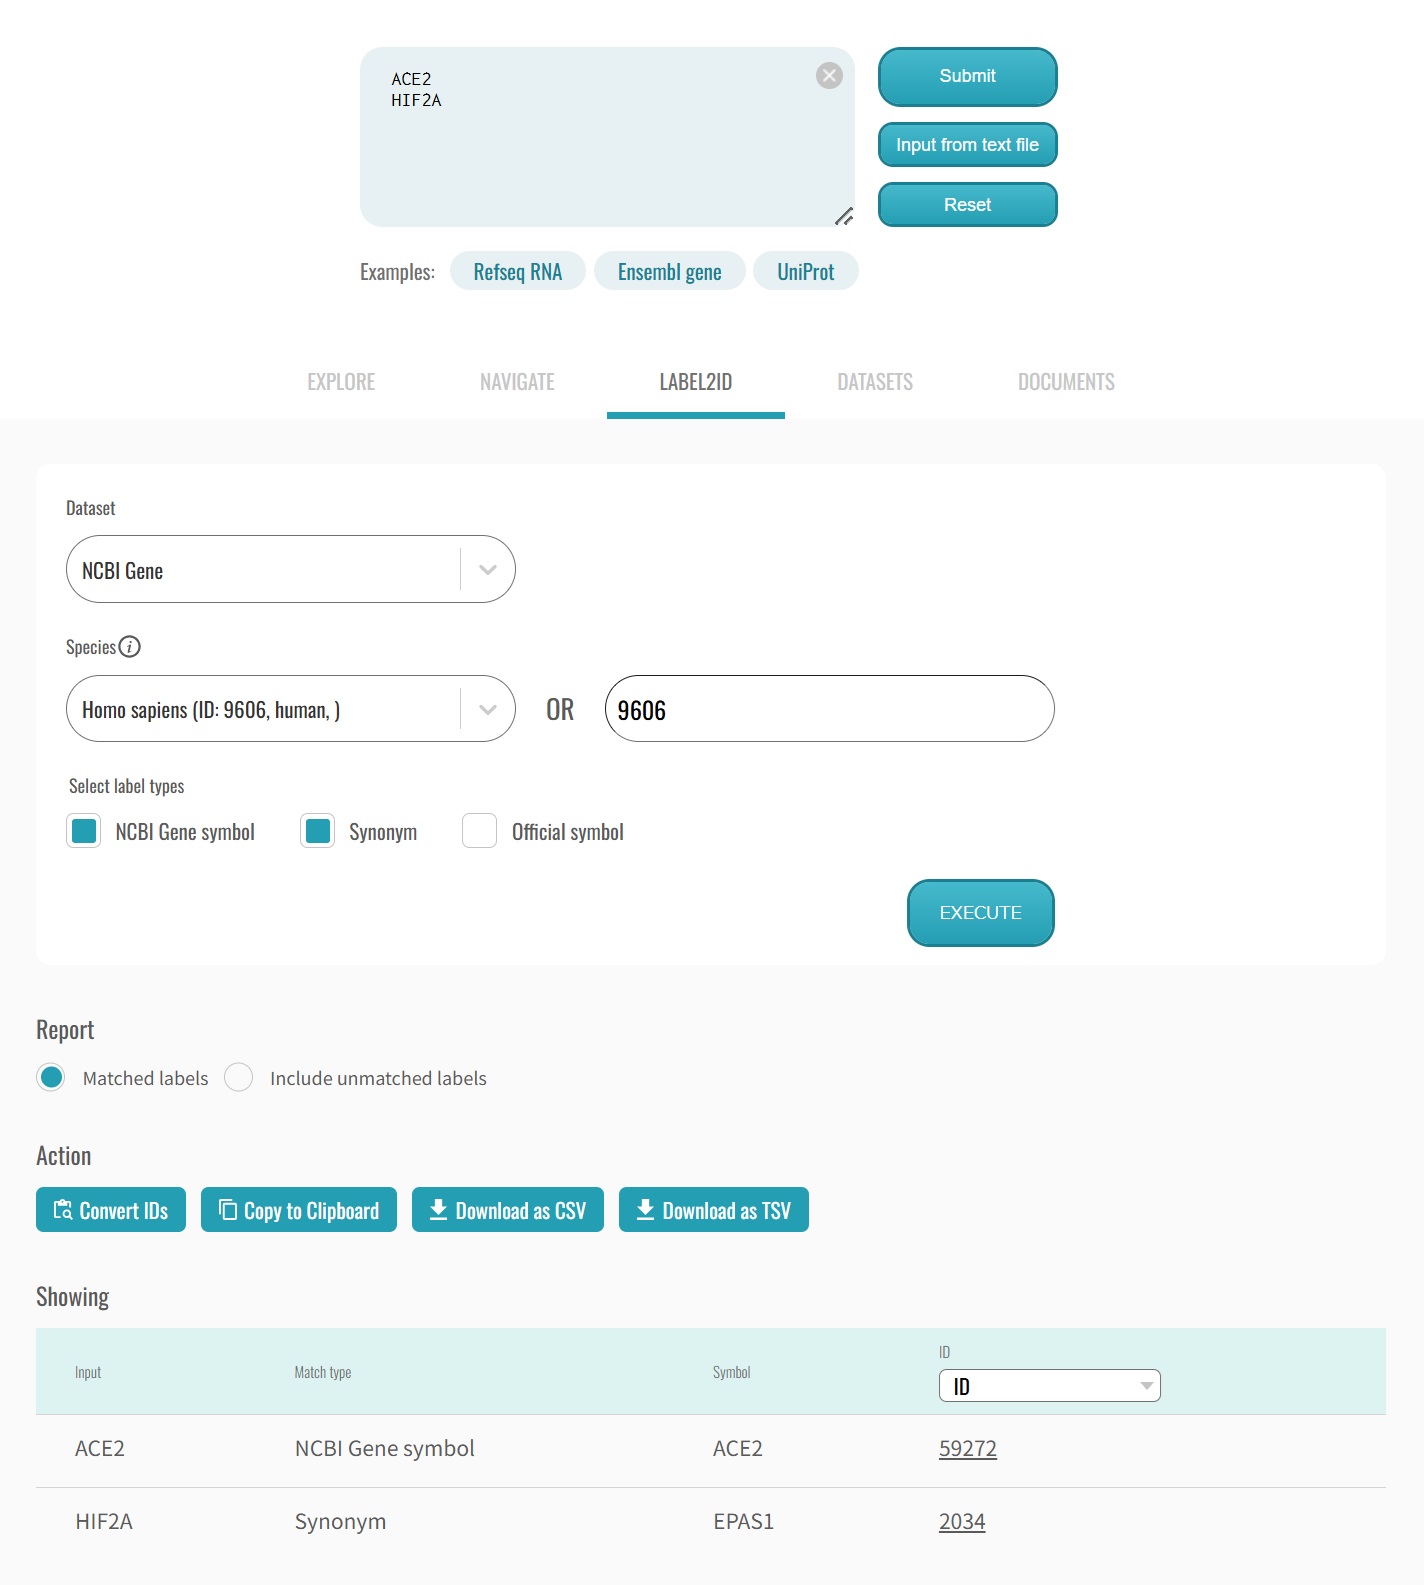 ACE2
HIF2A
Submit
Input from text file
Reset
Examples: Refseq RNA Ensembl gene UniProt
EXPLORE NAVIGATE LABEL2ID DATASETS DOCUMENTS
Dataset
NCBI Gene
Species i
Homo sapiens (ID: 9606, human, ) OR 9606
Select label types
NCBI Gene symbol Synonym Official symbol
EXECUTE
Report
Matched labels Include unmatched labels
Action
Convert IDs Copy to Clipboard Download as CSV Download as TSV
Showing
Input Match type Symbol ID
ID
ACE2 NCBI Gene symbol ACE2 59272
HIF2A Synonym EPAS1 2034